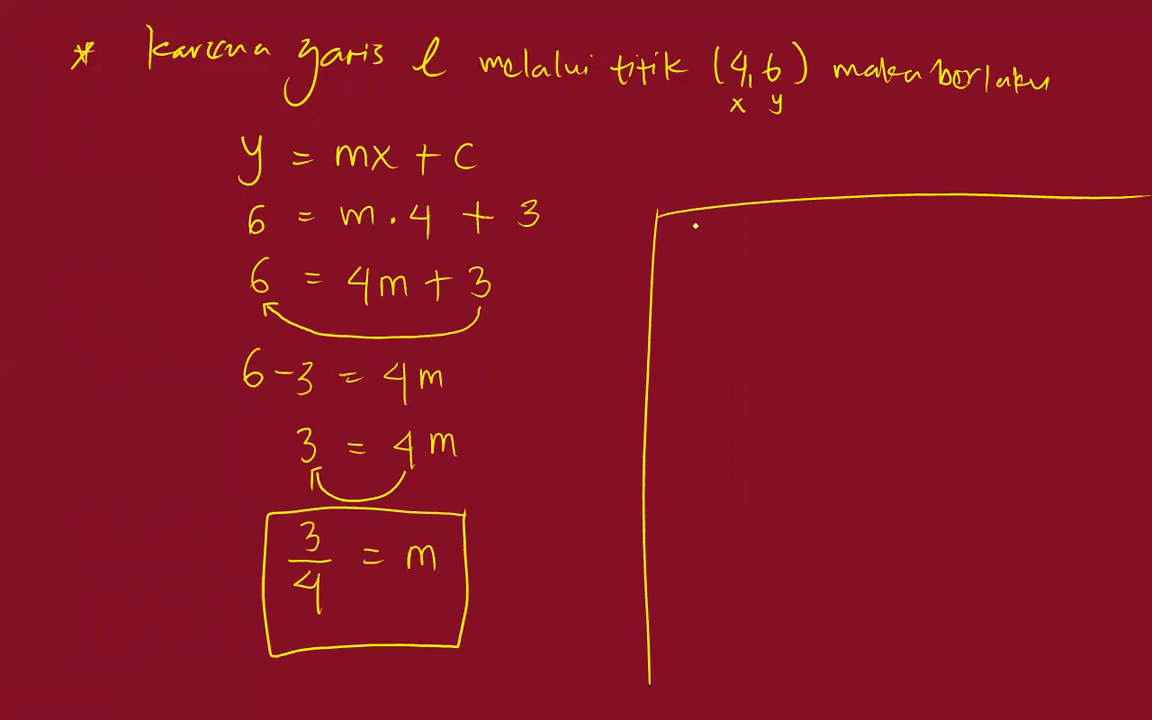 * karena garis l melalui titik (4,6) maka berlaku
x y
y = mx + c
6 = m . 4 + 3
6 = 4m + 3
6 - 3 = 4m
3 = 4m
3/4 = m